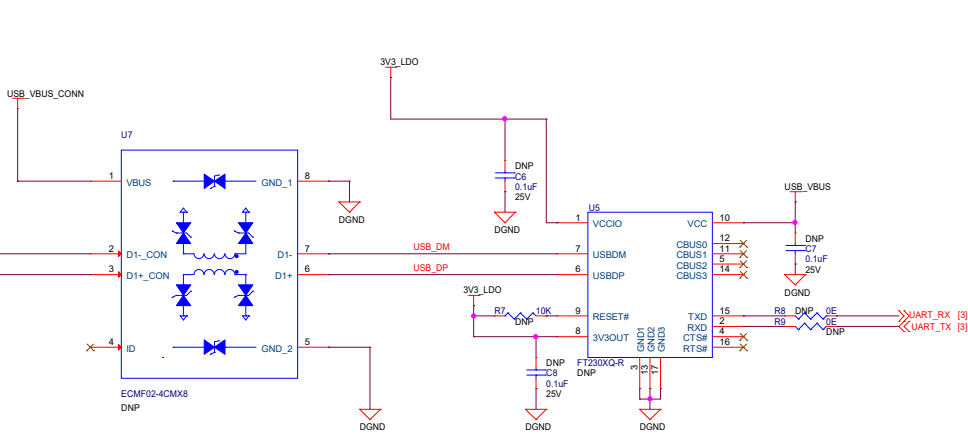 3V3_LDO
USB_VBUS_CONN
U7
1 VBUS GND_1 8
DGND
2 D1-_CON D1- 7 USB_DM
3 D1+_CON D1+ 6 USB_DP
4 ID GND_2 5
ECMF02-4CMX8
DNP
DGND
DNP
C6
0.1uF
25V
DGND
U5
1 VCCIO VCC 10
USB_VBUS
DNP
C7
0.1uF
25V
DGND
CBUS0 12
CBUS1 11
CBUS2 5
CBUS3 14
7 USBDM
6 USBDP
3V3_LDO
R7 10K
DNP
9 RESET#
8 3V3OUT
TXD 15
RXD 2
CTS# 4
RTS# 16
R8 DNP 0E UART_RX [3]
R9 0E UART_TX [3]
DNP
GND1 GND2 GND3
3 13 17
FT230XQ-R
DNP
DNP
C8
0.1uF
25V
DGND
DGND